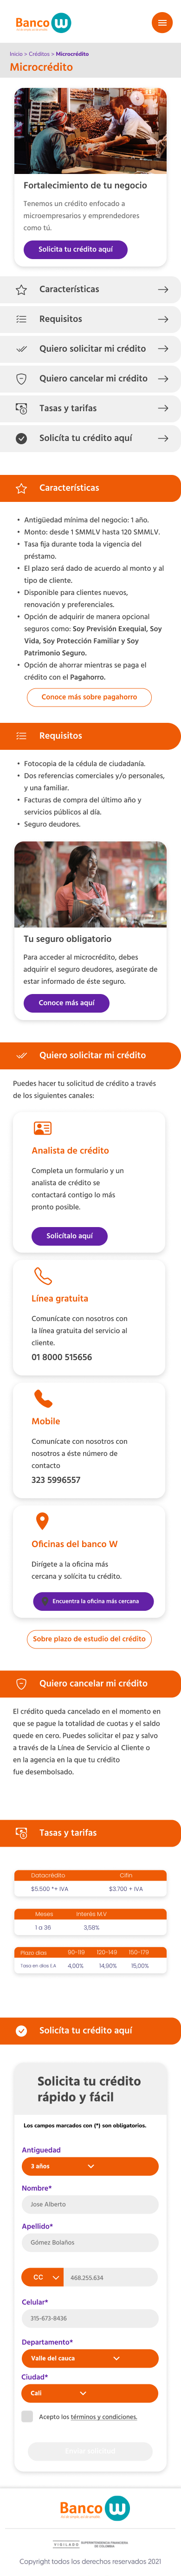 Banco W
Inicio > Créditos > Microcrédito
Microcrédito
Fortalecimiento de tu negocio
Tenemos un crédito enfocado a
microempresarios y emprendedores
como tú.
Solicita tu crédito aquí
Características
Requisitos
Quiero solicitar mi crédito
Quiero cancelar mi crédito
Tasas y tarifas
Solicíta tu crédito aquí
Características
• Antigüedad mínima del negocio: 1 año.
• Monto: desde 1 SMMLV hasta 120 SMMLV.
• Tasa fija durante toda la vigencia del
préstamo.
• El plazo será dado de acuerdo al monto y al
tipo de cliente.
• Disponible para clientes nuevos,
renovación y preferenciales.
• Opción de adquirir de manera opcional
seguros como: Soy Previsión Exequial, Soy
Vida, Soy Protección Familiar y Soy
Patrimonio Seguro.
• Opción de ahorrar mientras se paga el
crédito con el Pagahorro.
Conoce más sobre pagahorro
Requisitos
• Fotocopia de la cédula de ciudadanía.
• Dos referencias comerciales y/o personales,
y una familiar.
• Facturas de compra del último año y
servicios públicos al día.
• Seguro deudores.
Tu seguro obligatorio
Para acceder al microcrédito, debes
adquirir el seguro deudores, asegúrate de
estar informado de éste seguro.
Conoce más aquí
Quiero solicitar mi crédito
Puedes hacer tu solicitud de crédito a través
de los siguientes canales:
Analista de crédito
Completa un formulario y un
analista de crédito se
contactará contigo lo más
pronto posible.
Solicítalo aquí
Línea gratuita
Comunícate con nosotros con
la línea gratuita del servicio al
cliente.
01 8000 515656
Mobile
Comunícate con nosotros con
nosotros a éste número de
contacto
323 5996557
Oficinas del banco W
Dirígete a la oficina más
cercana y solícita tu crédito.
Encuentra la oficina más cercana
Sobre plazo de estudio del crédito
Quiero cancelar mi crédito
El crédito queda cancelado en el momento en
que se pague la totalidad de cuotas y el saldo
quede en cero. Puedes solicitar el paz y salvo
a través de la Línea de Servicio al Cliente o
en la agencia en la que tu crédito
fue desembolsado.
Tasas y tarifas
Datacrédito Cifin
$5.500 *+ IVA $3.700 + IVA
Meses Interés M.V
1 a 36 3,58%
Plazo días 90-119 120-149 150-179
Tasa en días E.A 4,00% 14,90% 15,00%
Solicíta tu crédito aquí
Solicita tu crédito
rápido y fácil
Los campos marcados con (*) son obligatorios.
Antiguedad
3 años
Nombre*
Jose Alberto
Apellido*
Gómez Bolaños
CC 468.255.634
Celular*
315-673-8436
Departamento*
Valle del cauca
Ciudad*
Cali
Acepto los términos y condiciones.
Banco W
VIGILADO SUPERINTENDENCIA FINANCIERA
DE COLOMBIA
Copyright todos los derechos reservados 2021